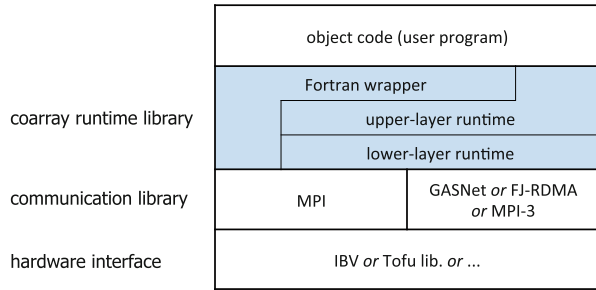 object code (user program)
Fortran wrapper
coarray runtime library
upper-layer runtime
lower-layer runtime
communication library
MPI
GASNet or FJ-RDMA
or MPI-3
hardware interface
IBV or Tofu lib. or ...